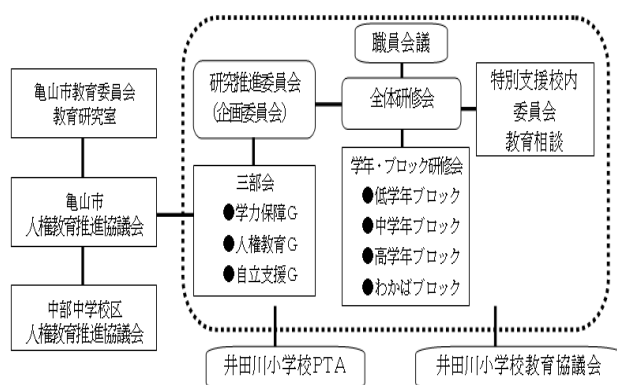 職員会議
亀山市教育委員会
教育研究室
研究推進委員会
(企画委員会)
全体研修会
特別支援校内
委員会
教育相談
亀山市
人権教育推進協議会
三部会
●学力保障G
●人権教育G
●自立支援G
学年・ブロック研修会
●低学年ブロック
●中学年ブロック
●高学年ブロック
●わかばブロック
中部中学校区
人権教育推進協議会
井田川小学校PTA
井田川小学校教育協議会